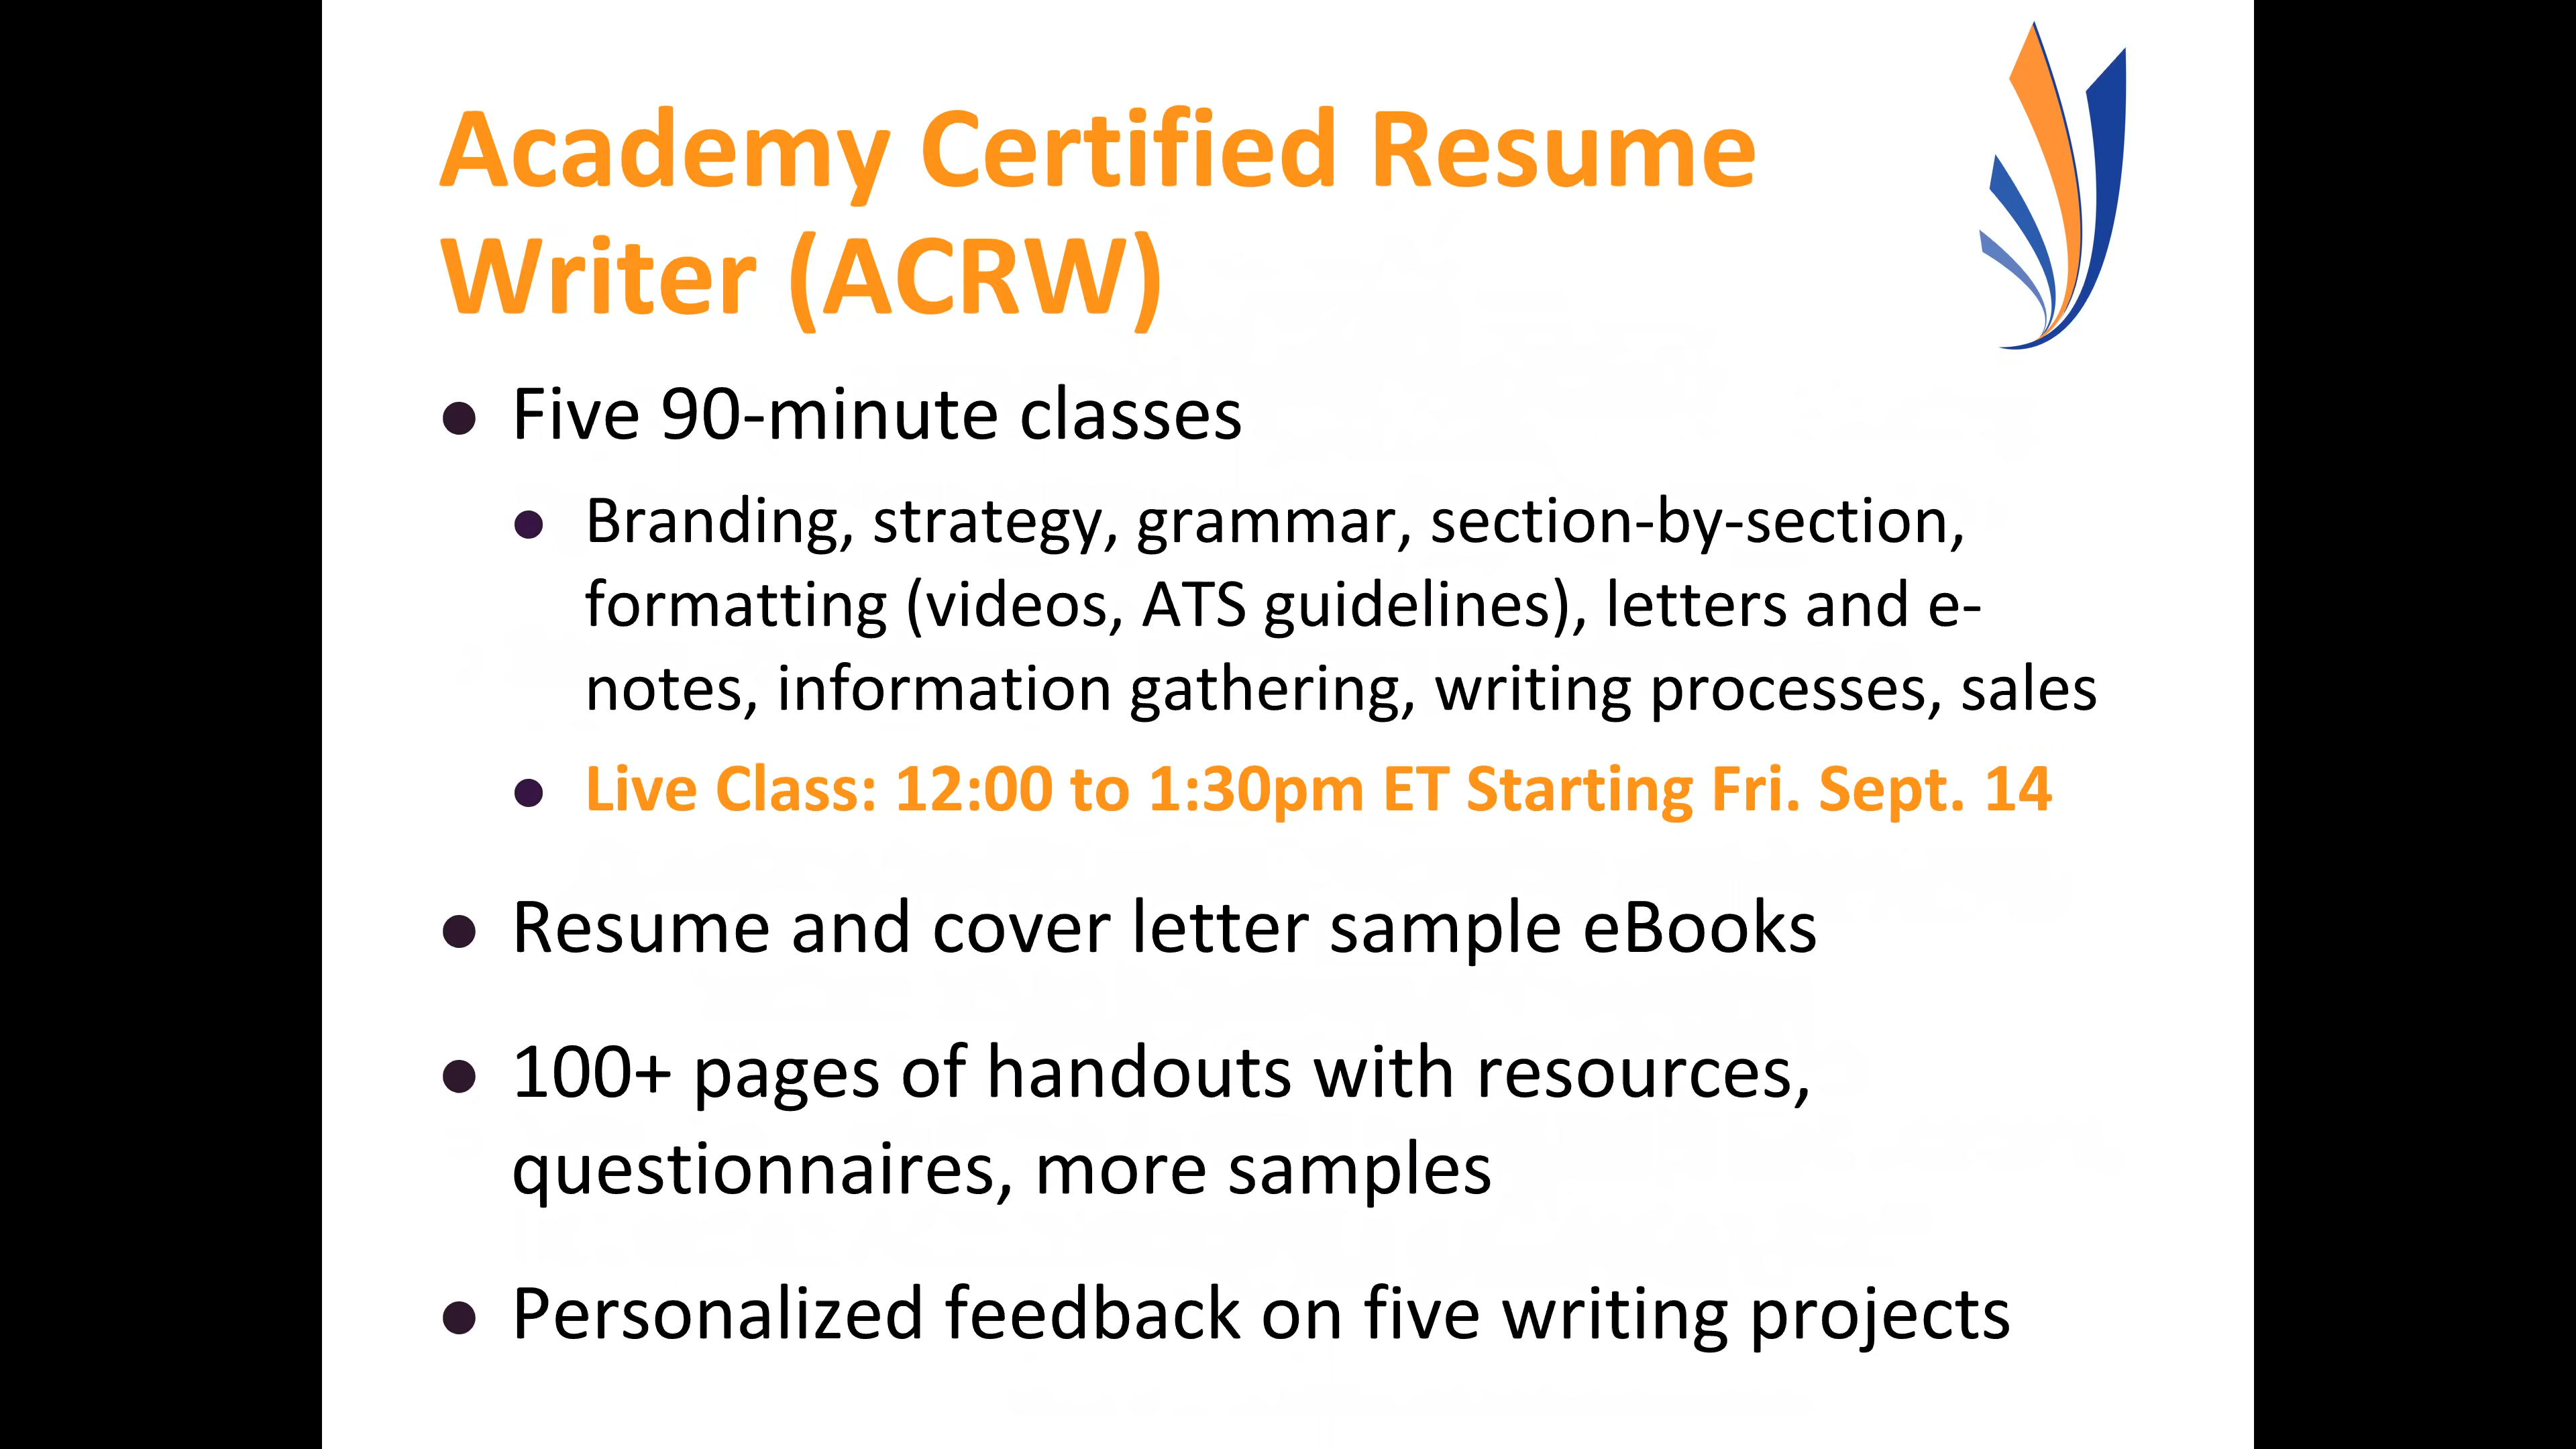 Academy Certified Resume
Writer (ACRW)
Five 90-minute classes
Branding, strategy, grammar, section-by-section,
formatting (videos, ATS guidelines), letters and e-
notes, information gathering, writing processes, sales
Live Class: 12:00 to 1:30pm ET Starting Fri. Sept. 14
Resume and cover letter sample eBooks
100+ pages of handouts with resources,
questionnaires, more samples
Personalized feedback on five writing projects